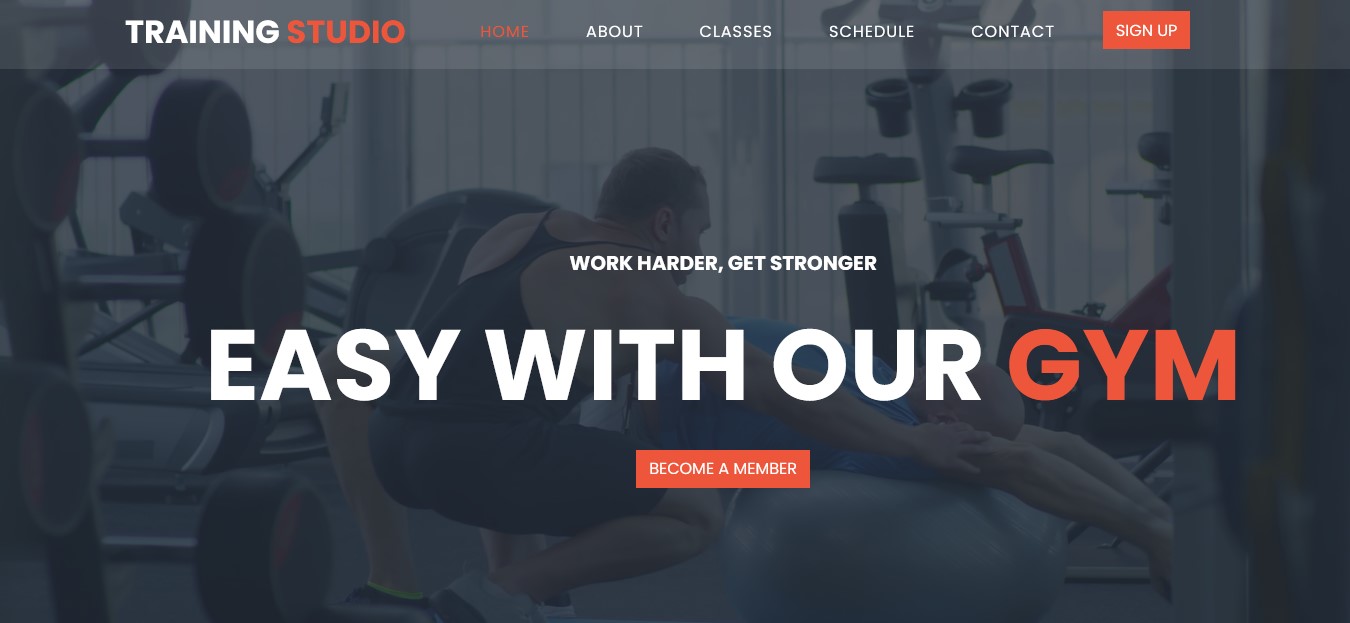 TRAINING STUDIO
HOME ABOUT CLASSES SCHEDULE CONTACT SIGN UP
WORK HARDER, GET STRONGER
EASY WITH OUR GYM
BECOME A MEMBER